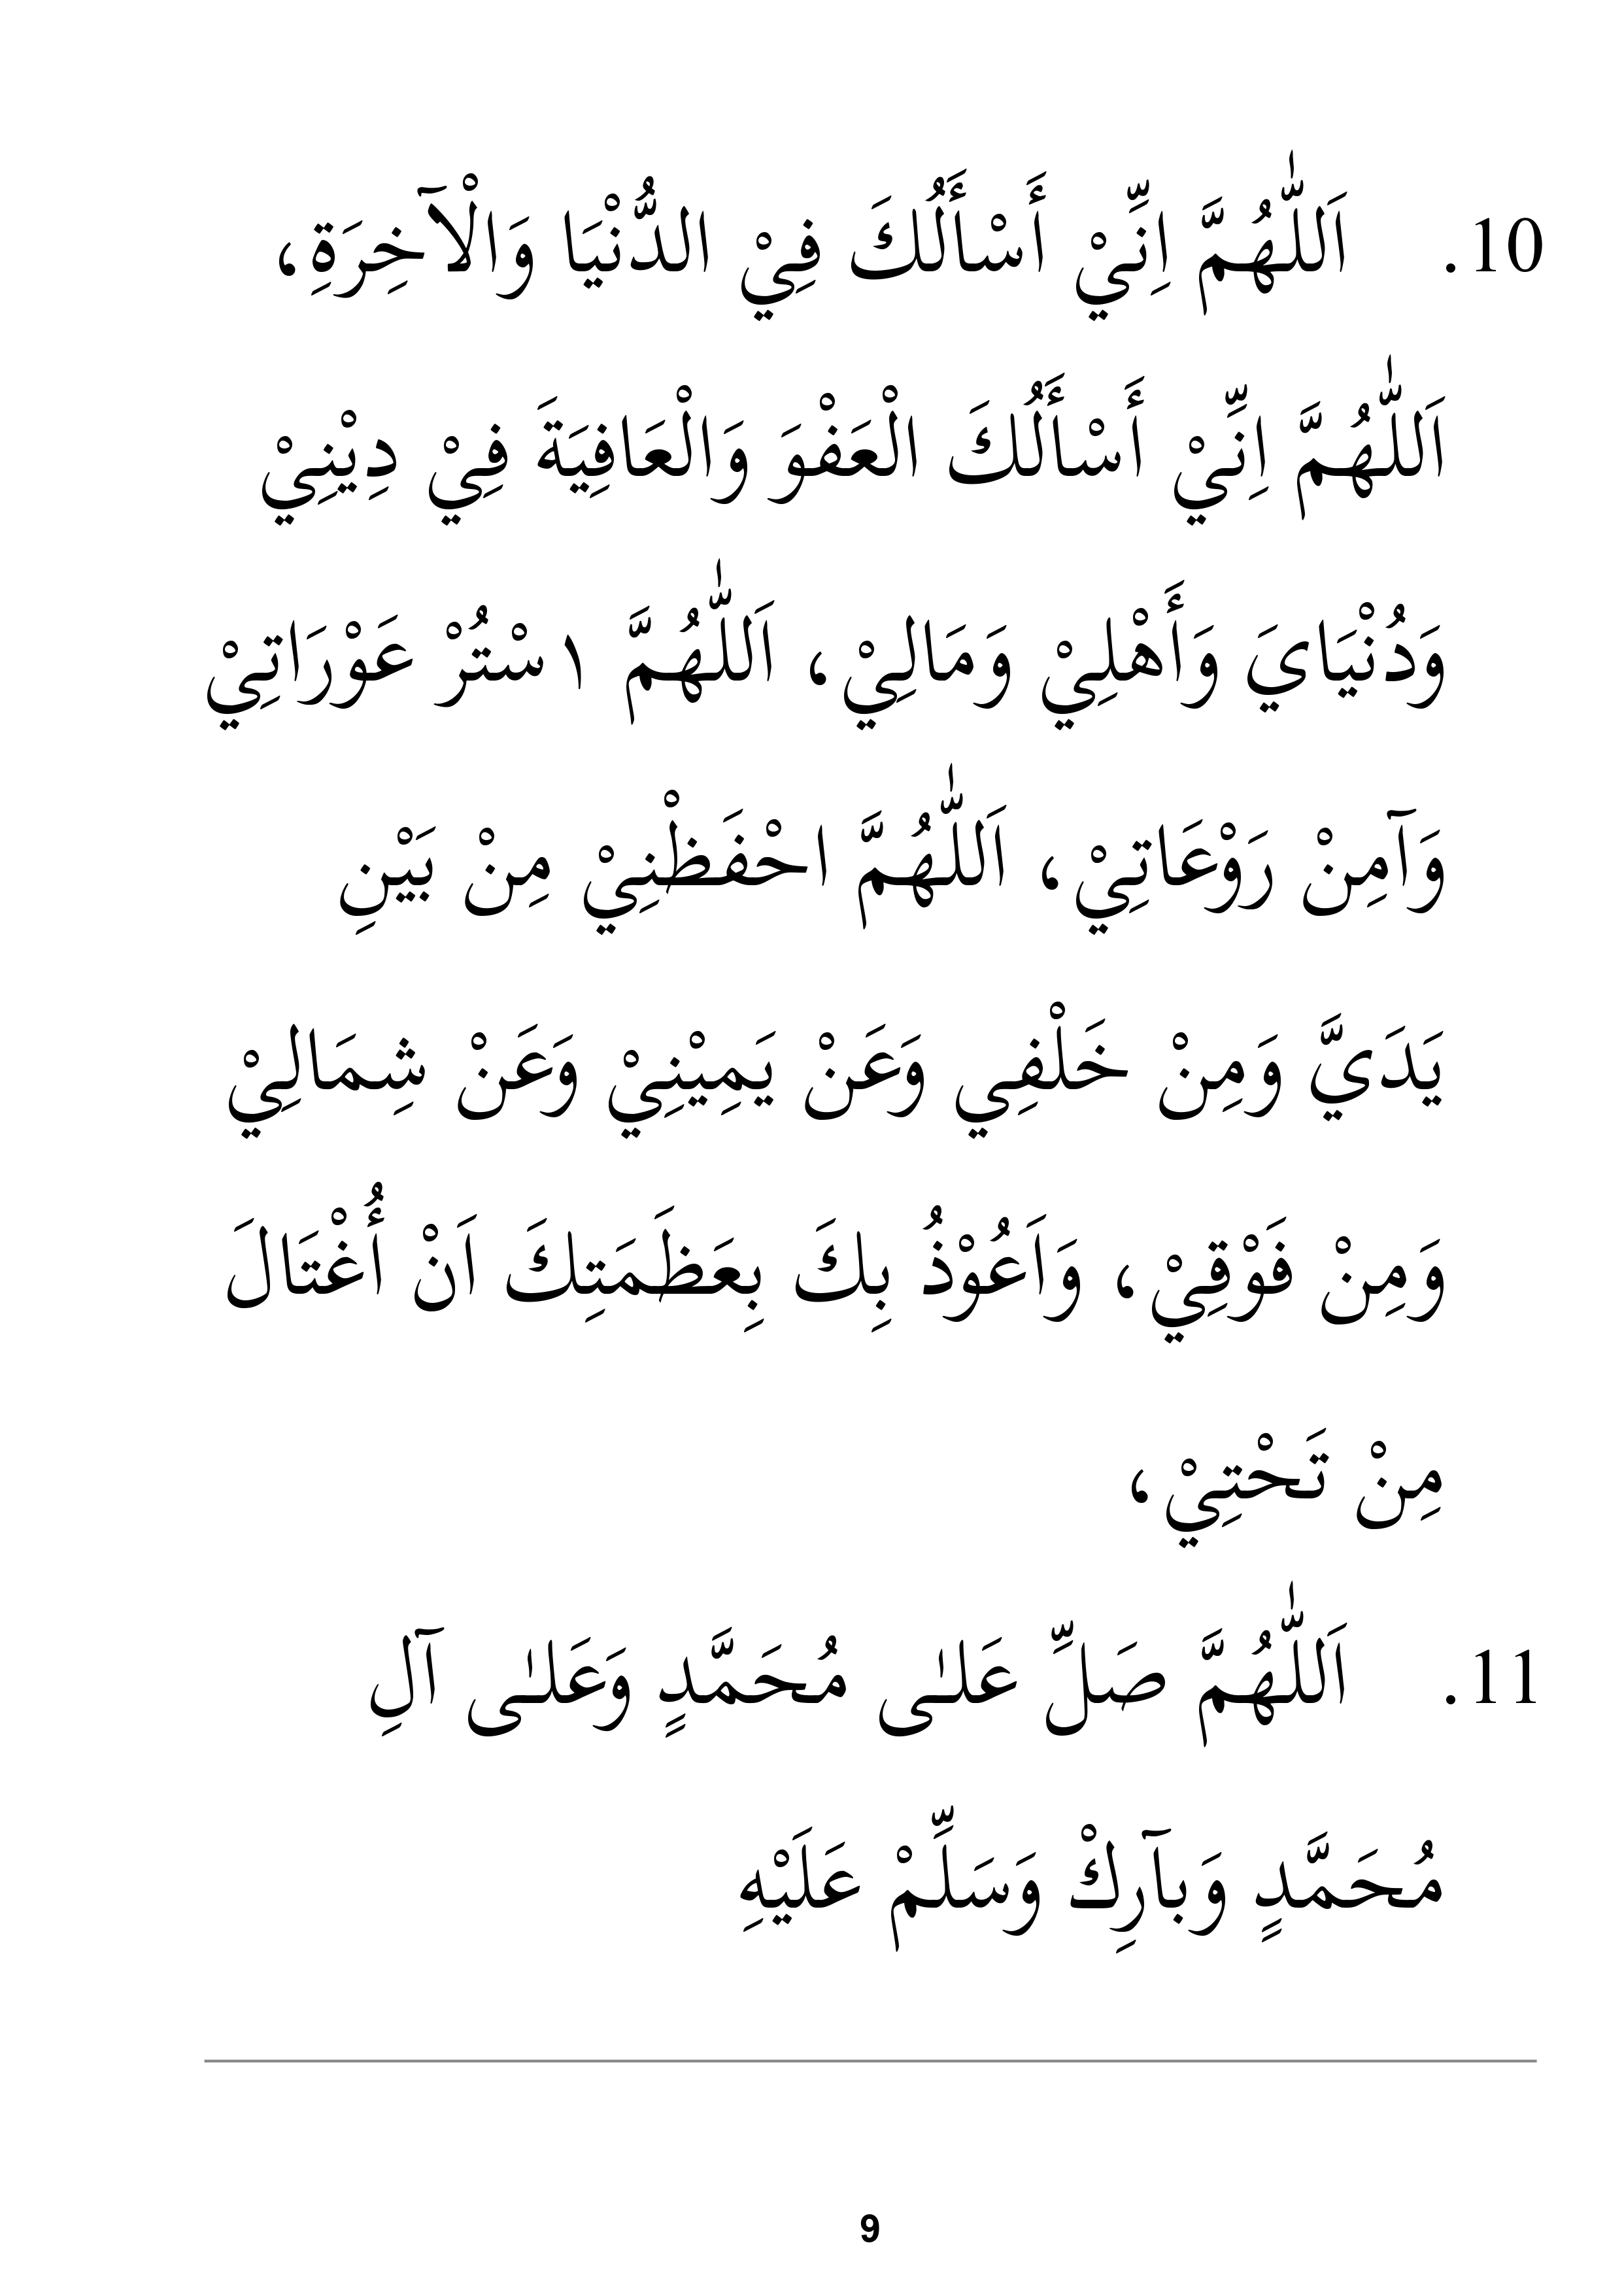 10. اَللّٰهُمَّ اِنِّيْ أَسْأَلُكَ فِيْ الدُّنْيَا وَالْآخِرَةِ،
اَللّٰهُمَّ اِنِّيْ أَسْأَلُكَ الْعَفْوَ وَالْعَافِيَةَ فِيْ دِيْنِيْ
وَدُنْيَايَ وَأَهْلِيْ وَمَالِيْ، اَللّٰهُمَّ ١سْتُرْ عَوْرَاتِيْ
وَآمِنْ رَوْعَاتِيْ، اَللّٰهُمَّ احْفَظْنِيْ مِنْ بَيْنِ
يَدَيَّ وَمِنْ خَلْفِي وَعَنْ يَمِيْنِيْ وَعَنْ شِمَالِيْ
وَمِنْ فَوْقِيْ، وَاَعُوْذُ بِكَ بِعَظَمَتِكَ اَنْ أُغْتَالَ
مِنْ تَحْتِيْ،
11. اَللّٰهُمَّ صَلِّ عَلٰى مُحَمَّدٍ وَعَلٰى آلِ
مُحَمَّدٍ وَبآرِكْ وَسَلِّمْ عَلَيْهِ
9